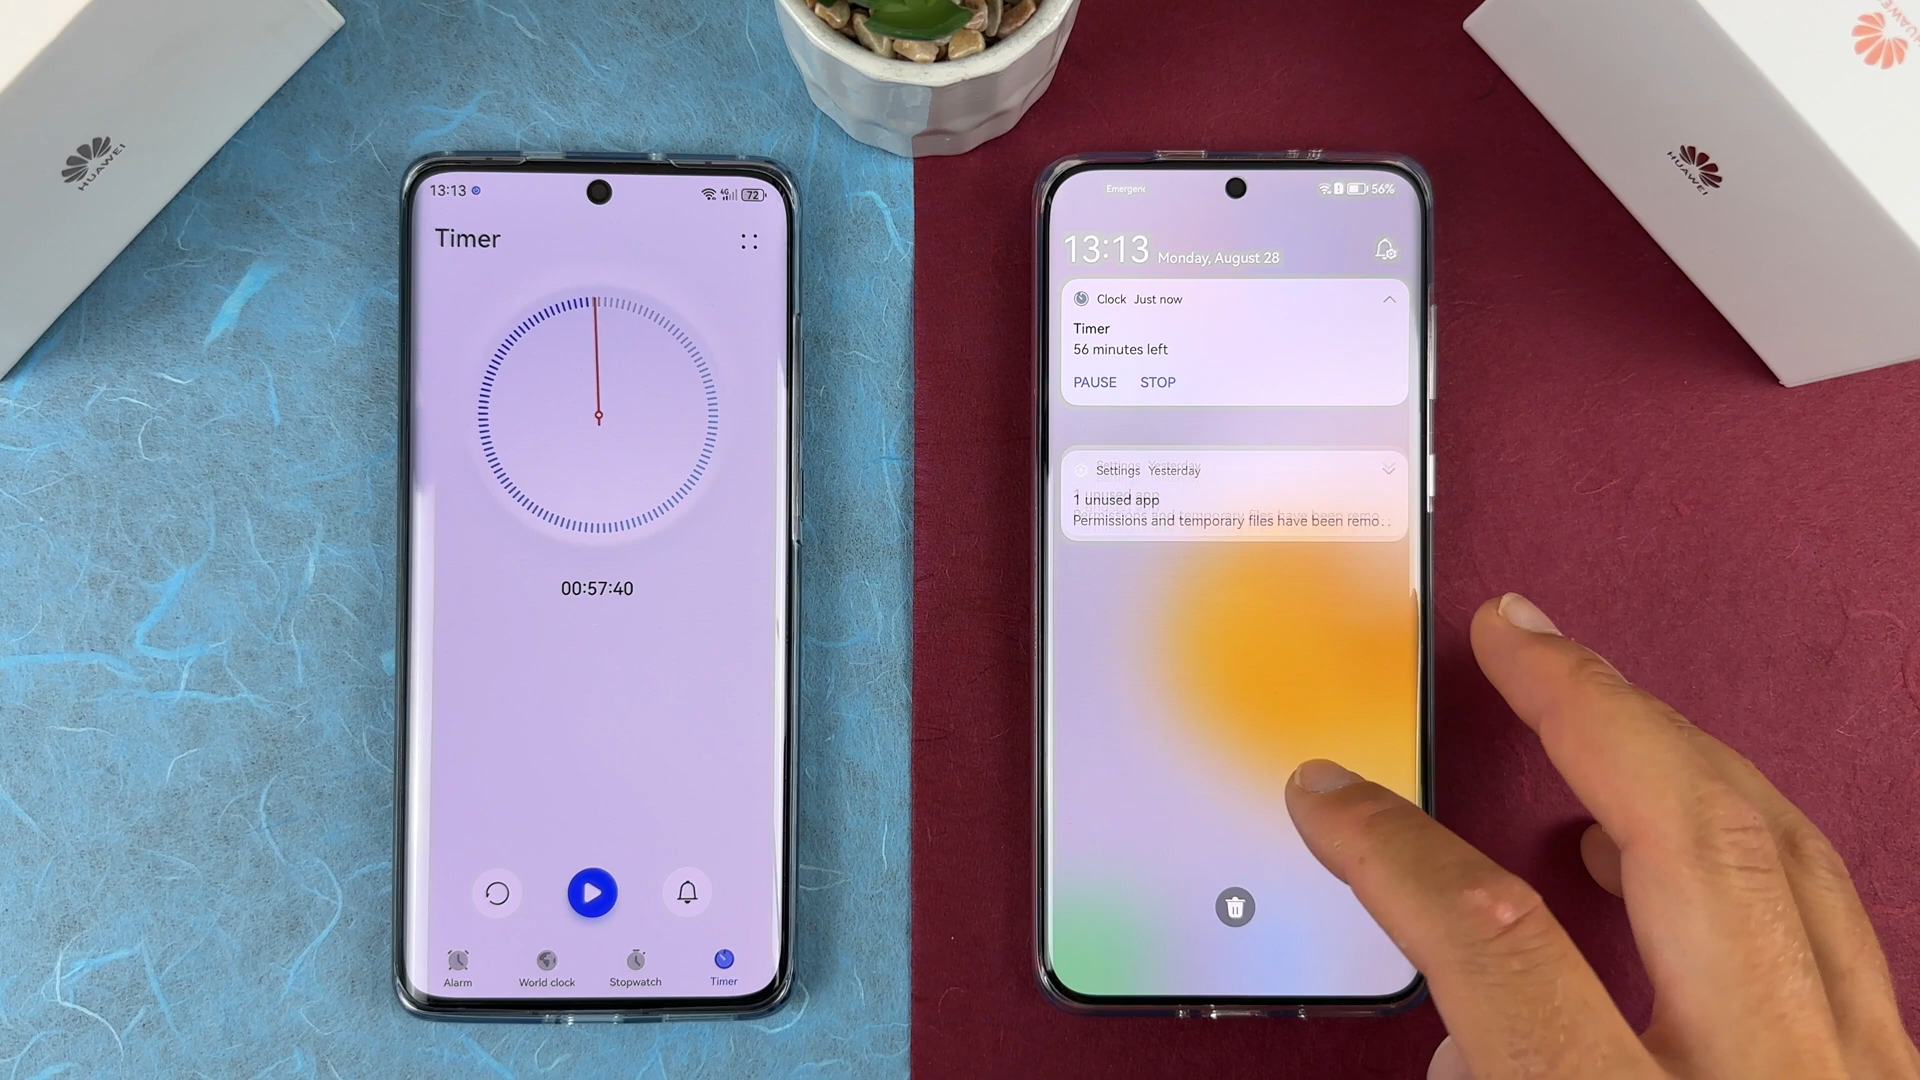 HUAWEI
HUAWEI
HUAWEI
13:13
4G
72
Timer
00:57:40
Alarm
World clock
Stopwatch
Timer
Emergenc
56%
13:13 Monday, August 28
Clock Just now
Timer
56 minutes left
PAUSE STOP
Settings Yesterday
1 unused app
Permissions and temporary files have been remo..